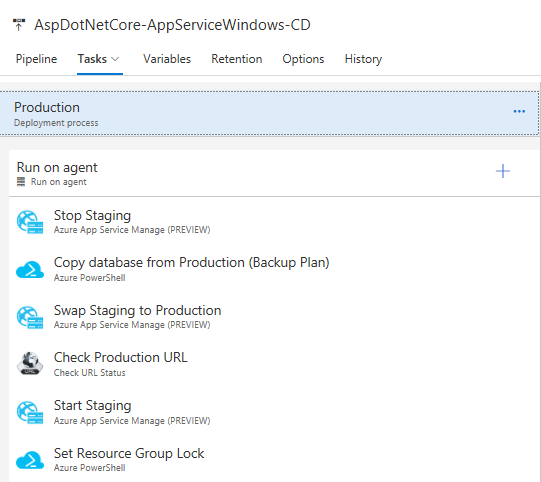 AspDotNetCore-AppServiceWindows-CD
Pipeline Tasks Variables Retention Options History
Production
Deployment process
Run on agent
Run on agent
Stop Staging
Azure App Service Manage (PREVIEW)
Copy database from Production (Backup Plan)
Azure PowerShell
Swap Staging to Production
Azure App Service Manage (PREVIEW)
Check Production URL
Check URL Status
Start Staging
Azure App Service Manage (PREVIEW)
Set Resource Group Lock
Azure PowerShell